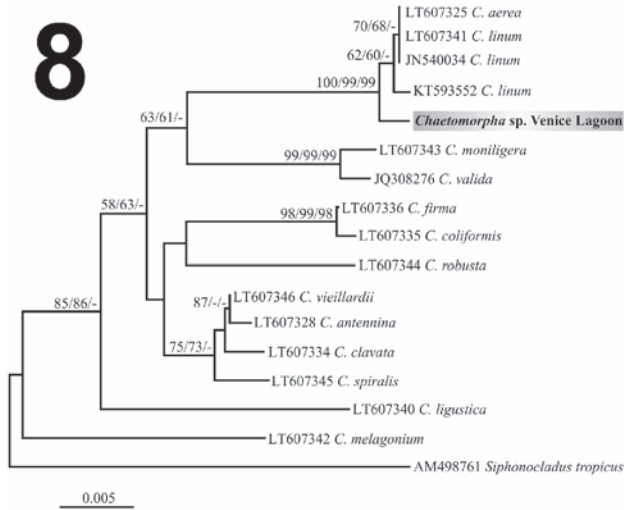 8
LT607325 C. aerea
70/68/-
LT607341 C. linum
62/60/-
JN540034 C. linum
100/99/99
KT593552 C. linum
63/61/-
Chaetomorpha sp. Venice Lagoon
99/99/99
LT607343 C. moniligera
JQ308276 C. valida
58/63/-
98/99/98
LT607336 C. firma
LT607335 C. coliformis
LT607344 C. robusta
87/-/-
LT607346 C. vieillardii
85/86/-
LT607328 C. antennina
75/73/-
LT607334 C. clavata
LT607345 C. spiralis
LT607340 C. ligustica
LT607342 C. melagonium
AM498761 Siphonocladus tropicus
0.005